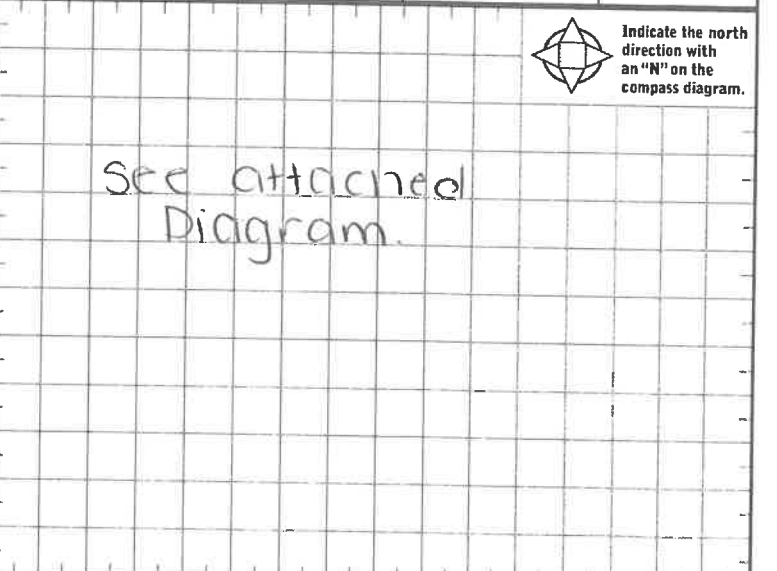 Indicate the north
direction with
an "N" on the
compass diagram.
See attached
Diagram.